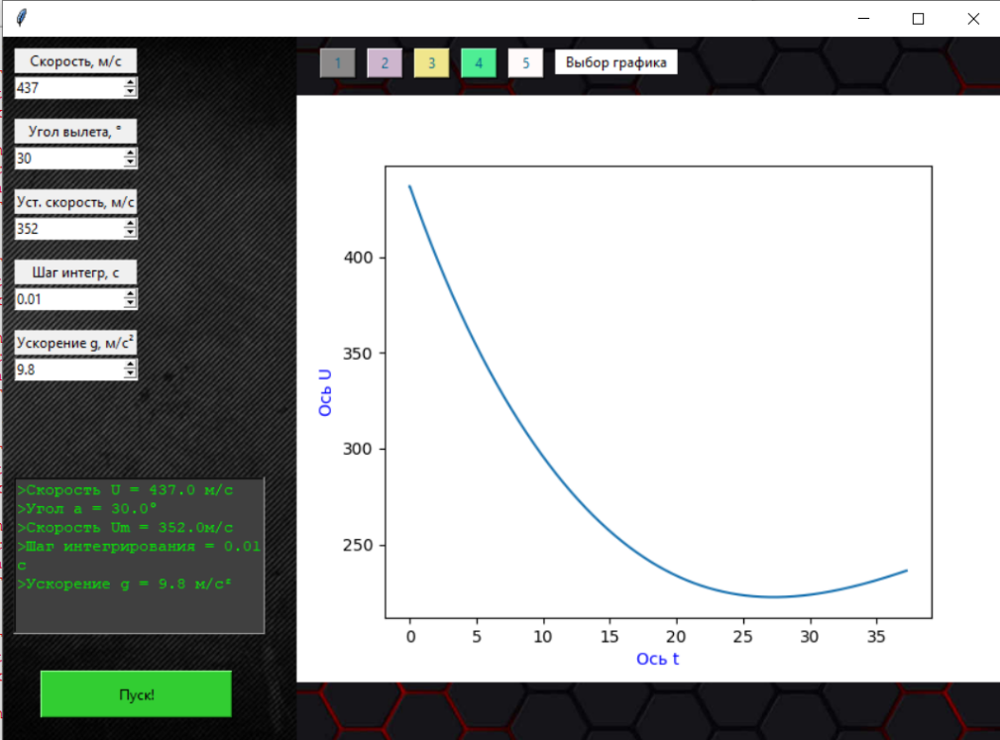 Скорость, м/с
437
Угол вылета, °
30
Уст. скорость, м/с
352
Шаг интегр, с
0.01
Ускорение g, м/с²
9.8
>Скорость U = 437.0 м/с
>Угол a = 30.0°
>Скорость Um = 352.0м/с
>Шаг интегрирования = 0.01
с
>Ускорение g = 9.8 м/с²
Пуск!
1 2 3 4 5 Выбор графика
Ось U
400
350
300
250
0 5 10 15 20 25 30 35
Ось t